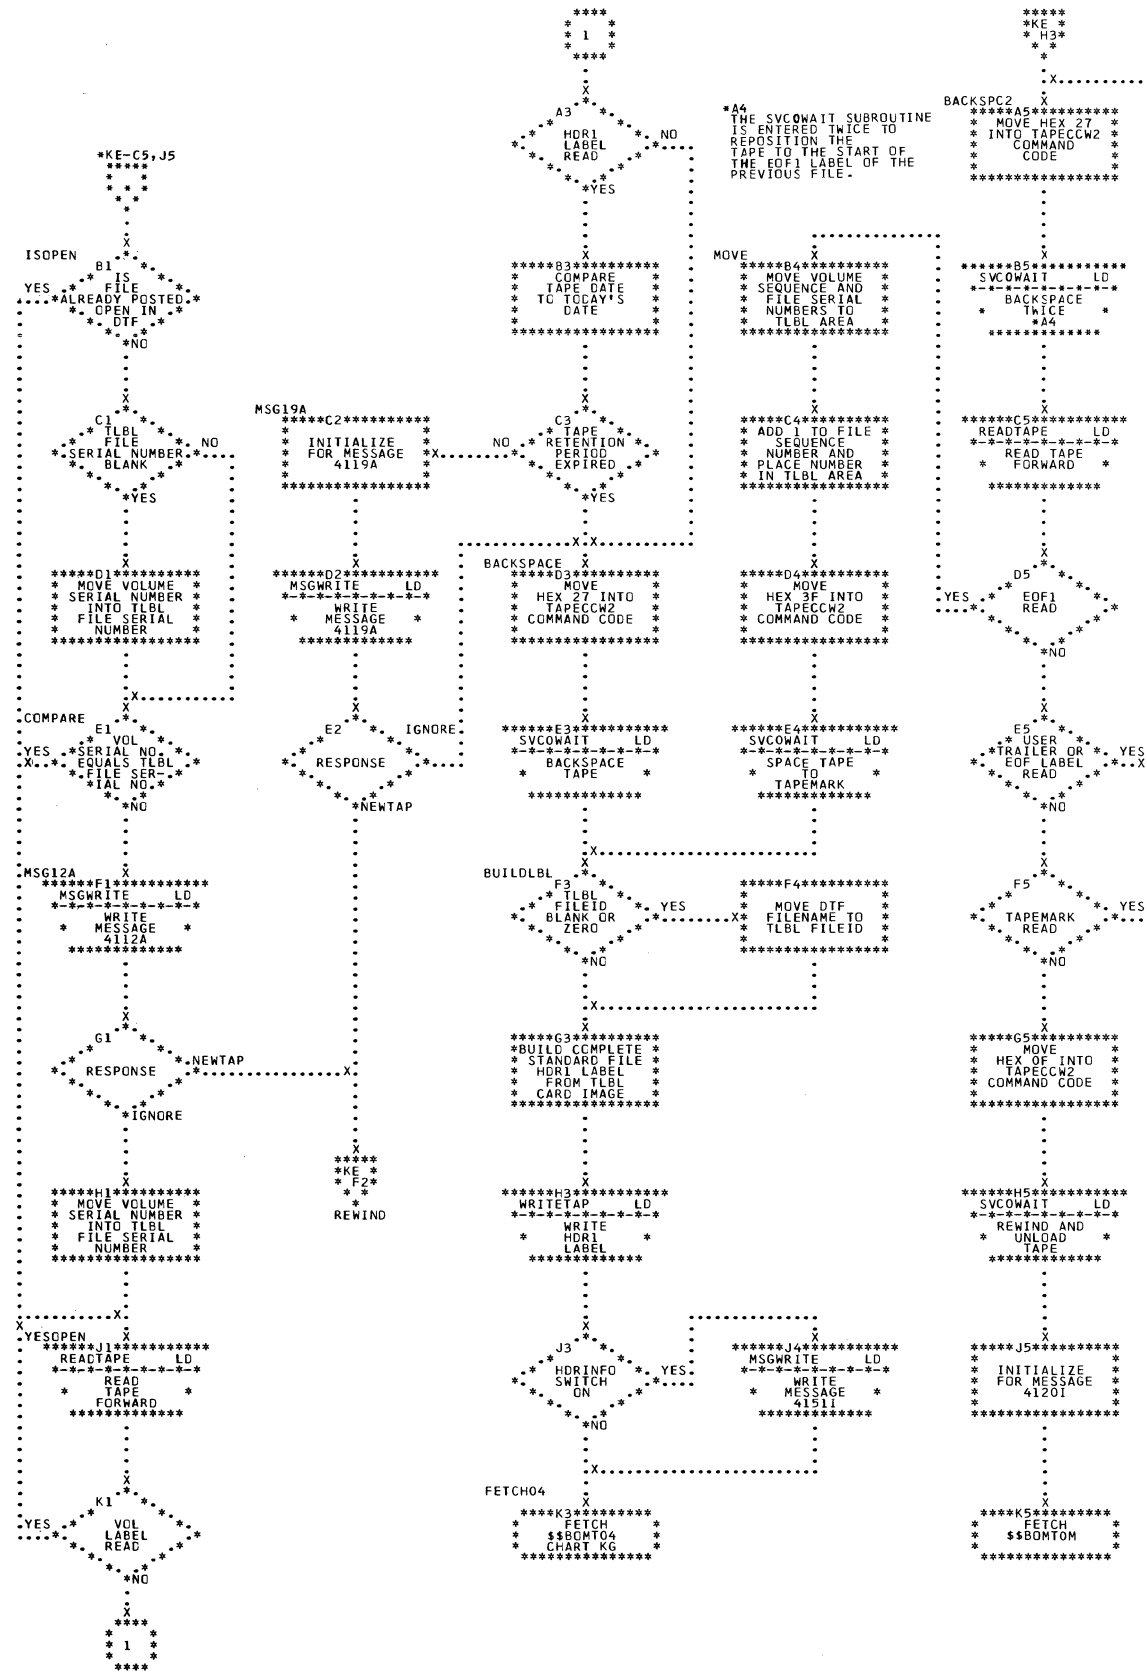 *KE-C5,J5
ISOPEN
B1
IS
FILE
ALREADY POSTED
OPEN IN
DTF
YES
NO
C1
TLBL
FILE
SERIAL NUMBER
BLANK
NO
YES
D1
MOVE VOLUME
SERIAL NUMBER
INTO TLBL
FILE SERIAL
NUMBER
COMPARE
E1
VOL
SERIAL NO.
EQUALS TLBL
FILE SER-
IAL NO.
YES
NO
MSG12A
F1
MSGWRITE LD
WRITE
MESSAGE
4112A
G1
RESPONSE
NEWTAP
IGNORE
H1
MOVE VOLUME
SERIAL NUMBER
INTO TLBL
FILE SERIAL
NUMBER
YESOPEN
J1
READTAPE LD
READ
TAPE
FORWARD
K1
VOL
LABEL
READ
YES
NO
1
MSG19A
C2
INITIALIZE
FOR MESSAGE
4119A
D2
MSGWRITE LD
WRITE
MESSAGE
4119A
E2
RESPONSE
IGNORE
NEWTAP
KE
F2
REWIND
1
A3
HDR1
LABEL
READ
NO
YES
B3
COMPARE
TAPE DATE
TO TODAY'S
DATE
C3
TAPE
RETENTION
PERIOD
EXPIRED
NO
YES
BACKSPACE
D3
MOVE
HEX 27 INTO
TAPECCW2
COMMAND CODE
E3
SVCOWAIT LD
BACKSPACE
TAPE
BUILDLBL
F3
TLBL
FILEID
BLANK OR
ZERO
YES
NO
G3
BUILD COMPLETE
STANDARD FILE
HDR1 LABEL
FROM TLBL
CARD IMAGE
H3
WRITETAP LD
WRITE
HDR1
LABEL
J3
HDRINFO
SWITCH
ON
YES
NO
FETCH04
K3
FETCH
$$BOMT04
CHART KG
*A4
THE SVCOWAIT SUBROUTINE
IS ENTERED TWICE TO
REPOSITION THE
TAPE TO THE START OF
THE EOF1 LABEL OF THE
PREVIOUS FILE.
MOVE
B4
MOVE VOLUME
SEQUENCE AND
FILE SERIAL
NUMBERS TO
TLBL AREA
C4
ADD 1 TO FILE
SEQUENCE
NUMBER AND
PLACE NUMBER
IN TLBL AREA
D4
MOVE
HEX 3F INTO
TAPECCW2
COMMAND CODE
E4
SVCOWAIT LD
SPACE TAPE
TO
TAPEMARK
F4
MOVE DTF
FILENAME TO
TLBL FILEID
J4
MSGWRITE LD
WRITE
MESSAGE
4151I
KE
H3
BACKSPC2
A5
MOVE HEX 27
INTO TAPECCW2
COMMAND
CODE
B5
SVCOWAIT LD
BACKSPACE
TWICE
*A4
C5
READTAPE LD
READ TAPE
FORWARD
D5
EOF1
READ
YES
NO
E5
USER
TRAILER OR
EOF LABEL
READ
YES
NO
F5
TAPEMARK
READ
YES
NO
G5
MOVE
HEX 0F INTO
TAPECCW2
COMMAND CODE
H5
SVCOWAIT LD
REWIND AND
UNLOAD
TAPE
J5
INITIALIZE
FOR MESSAGE
4120I
K5
FETCH
$$BOMTOM